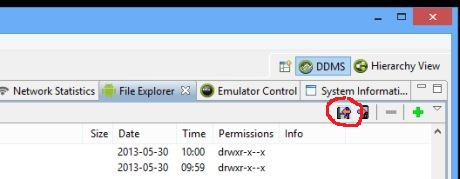 DDMS Hierarchy View
Network Statistics File Explorer Emulator Control System Informati...
Size Date Time Permissions Info
2013-05-30 10:00 drwxr-x--x
2013-05-30 09:59 drwxr-x--x